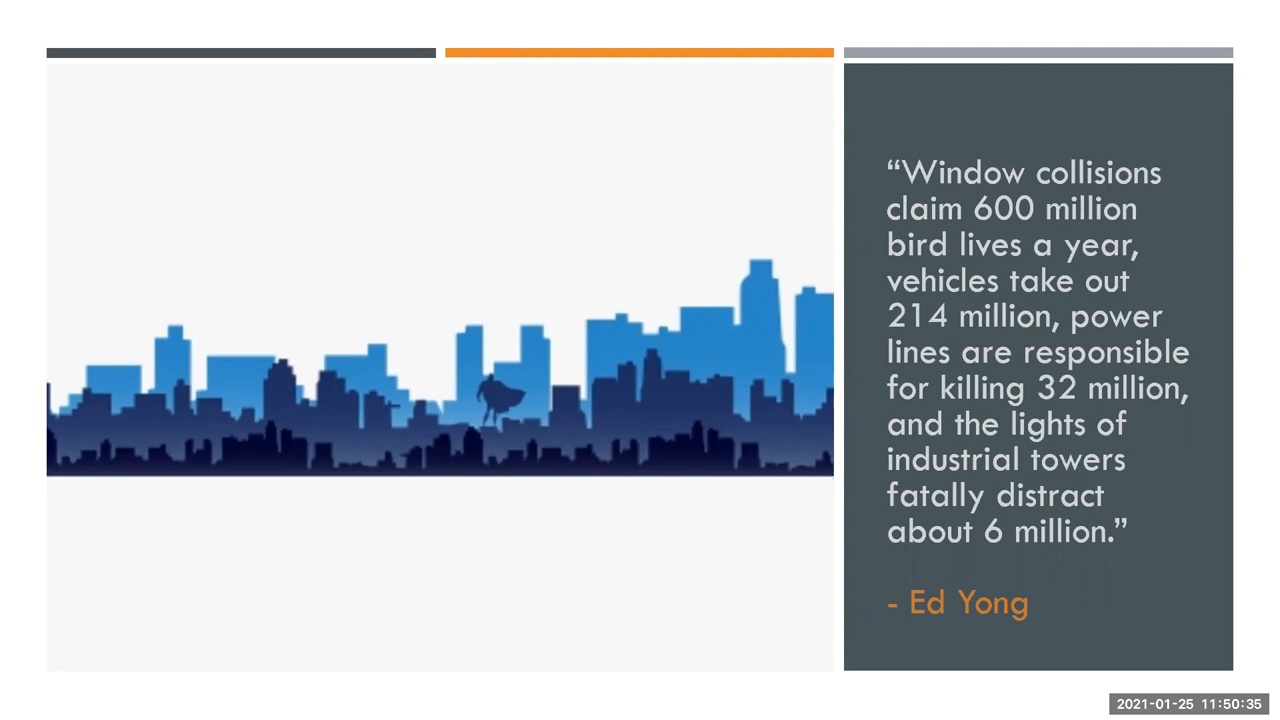 “Window collisions
claim 600 million
bird lives a year,
vehicles take out
214 million, power
lines are responsible
for killing 32 million,
and the lights of
industrial towers
fatally distract
about 6 million.”
- Ed Yong
2021-01-25 11:50:35